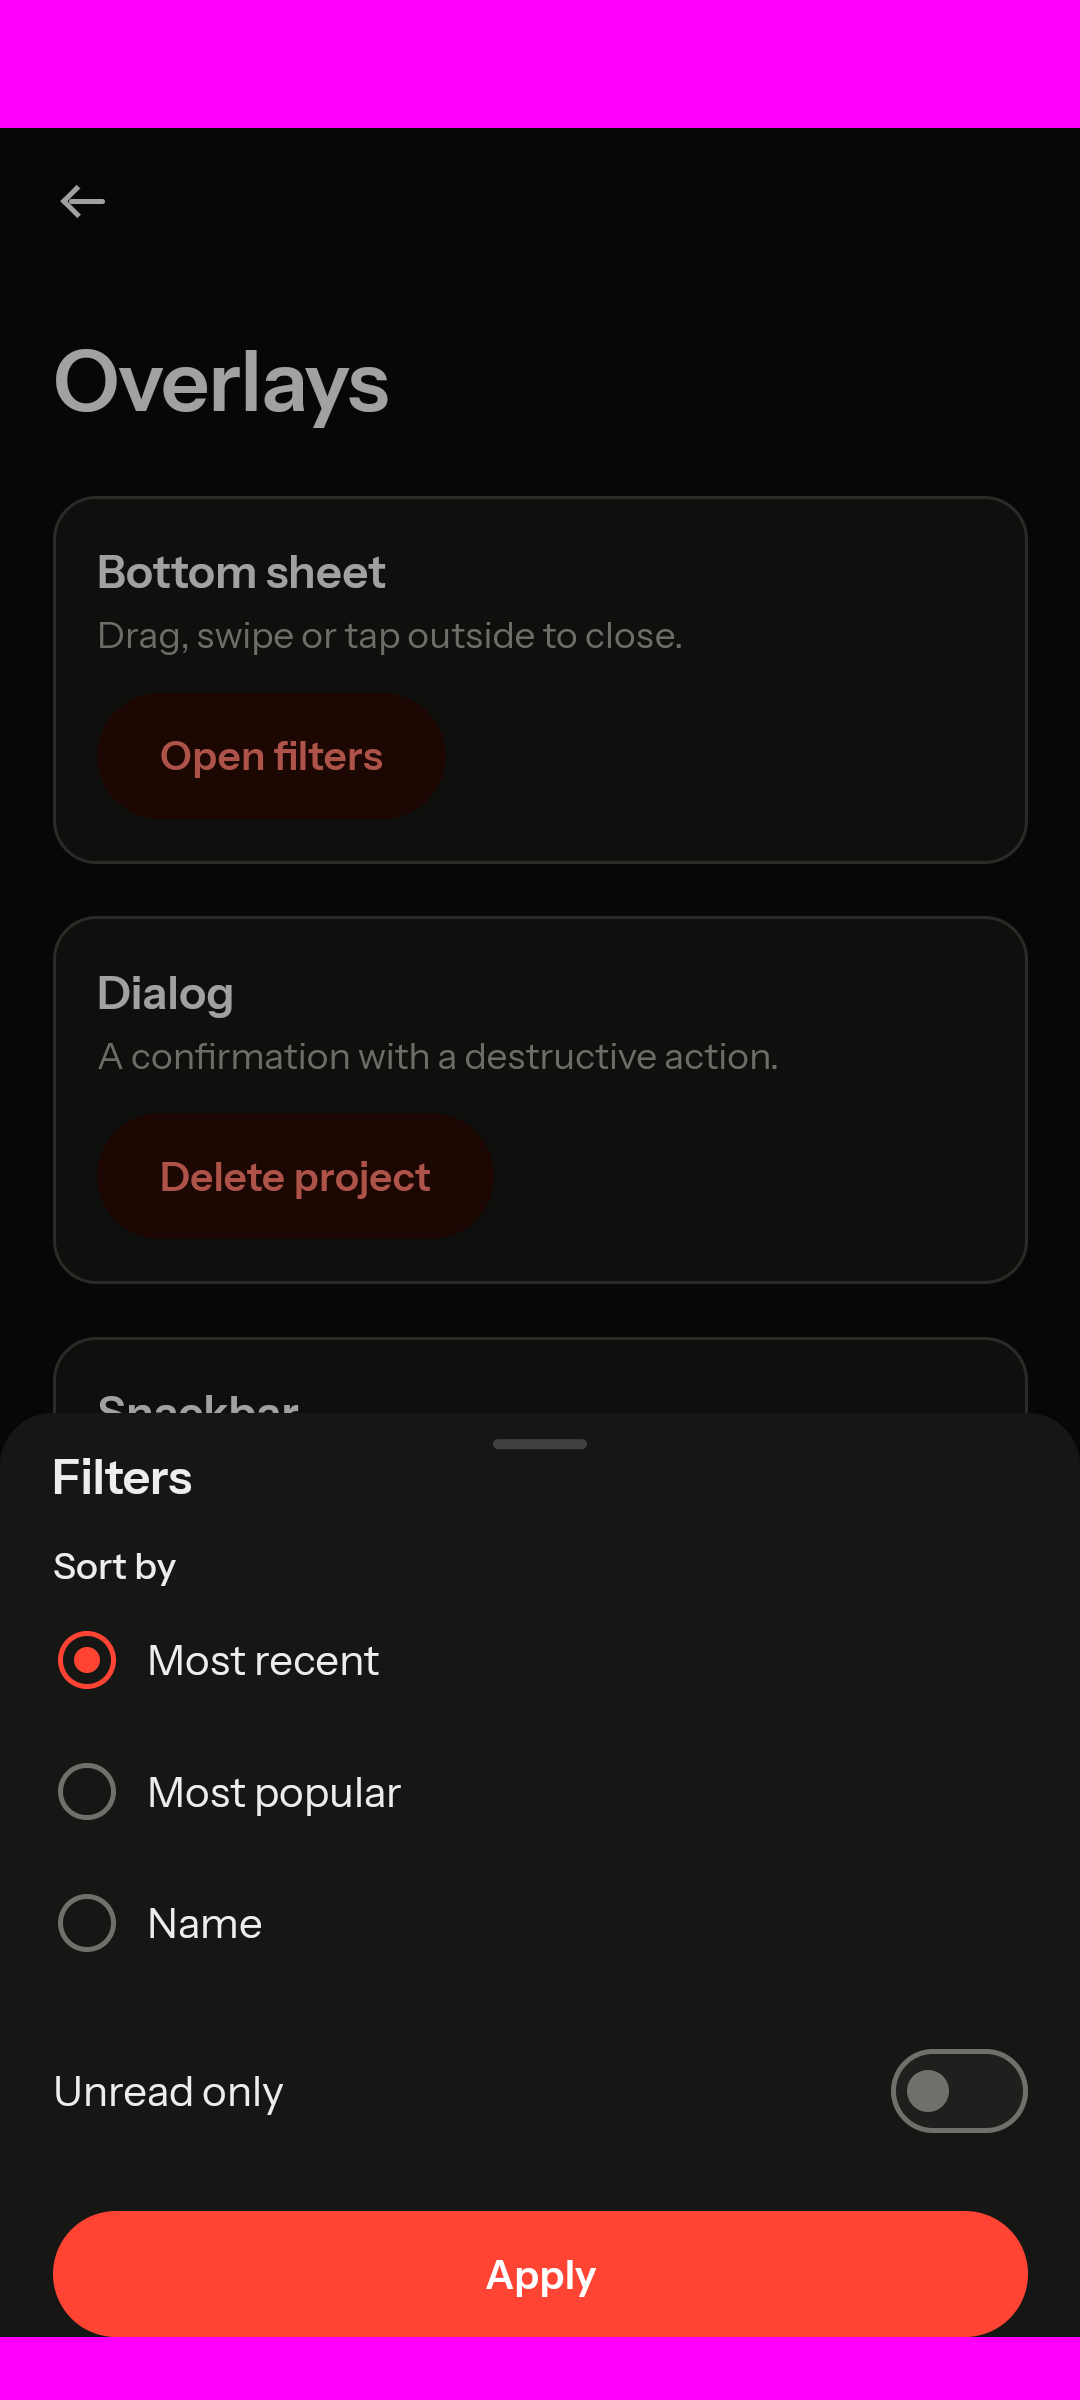 Overlays
Bottom sheet
Drag, swipe or tap outside to close.
Open filters
Dialog
A confirmation with a destructive action.
Delete project
Snackbar
Filters
Sort by
Most recent
Most popular
Name
Unread only
Apply